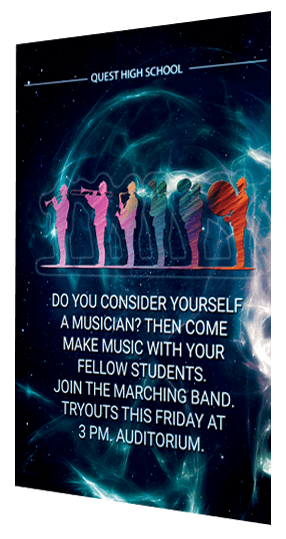 QUEST HIGH SCHOOL
DO YOU CONSIDER YOURSELF
A MUSICIAN? THEN COME
MAKE MUSIC WITH YOUR
FELLOW STUDENTS.
JOIN THE MARCHING BAND.
TRYOUTS THIS FRIDAY AT
3 PM. AUDITORIUM.